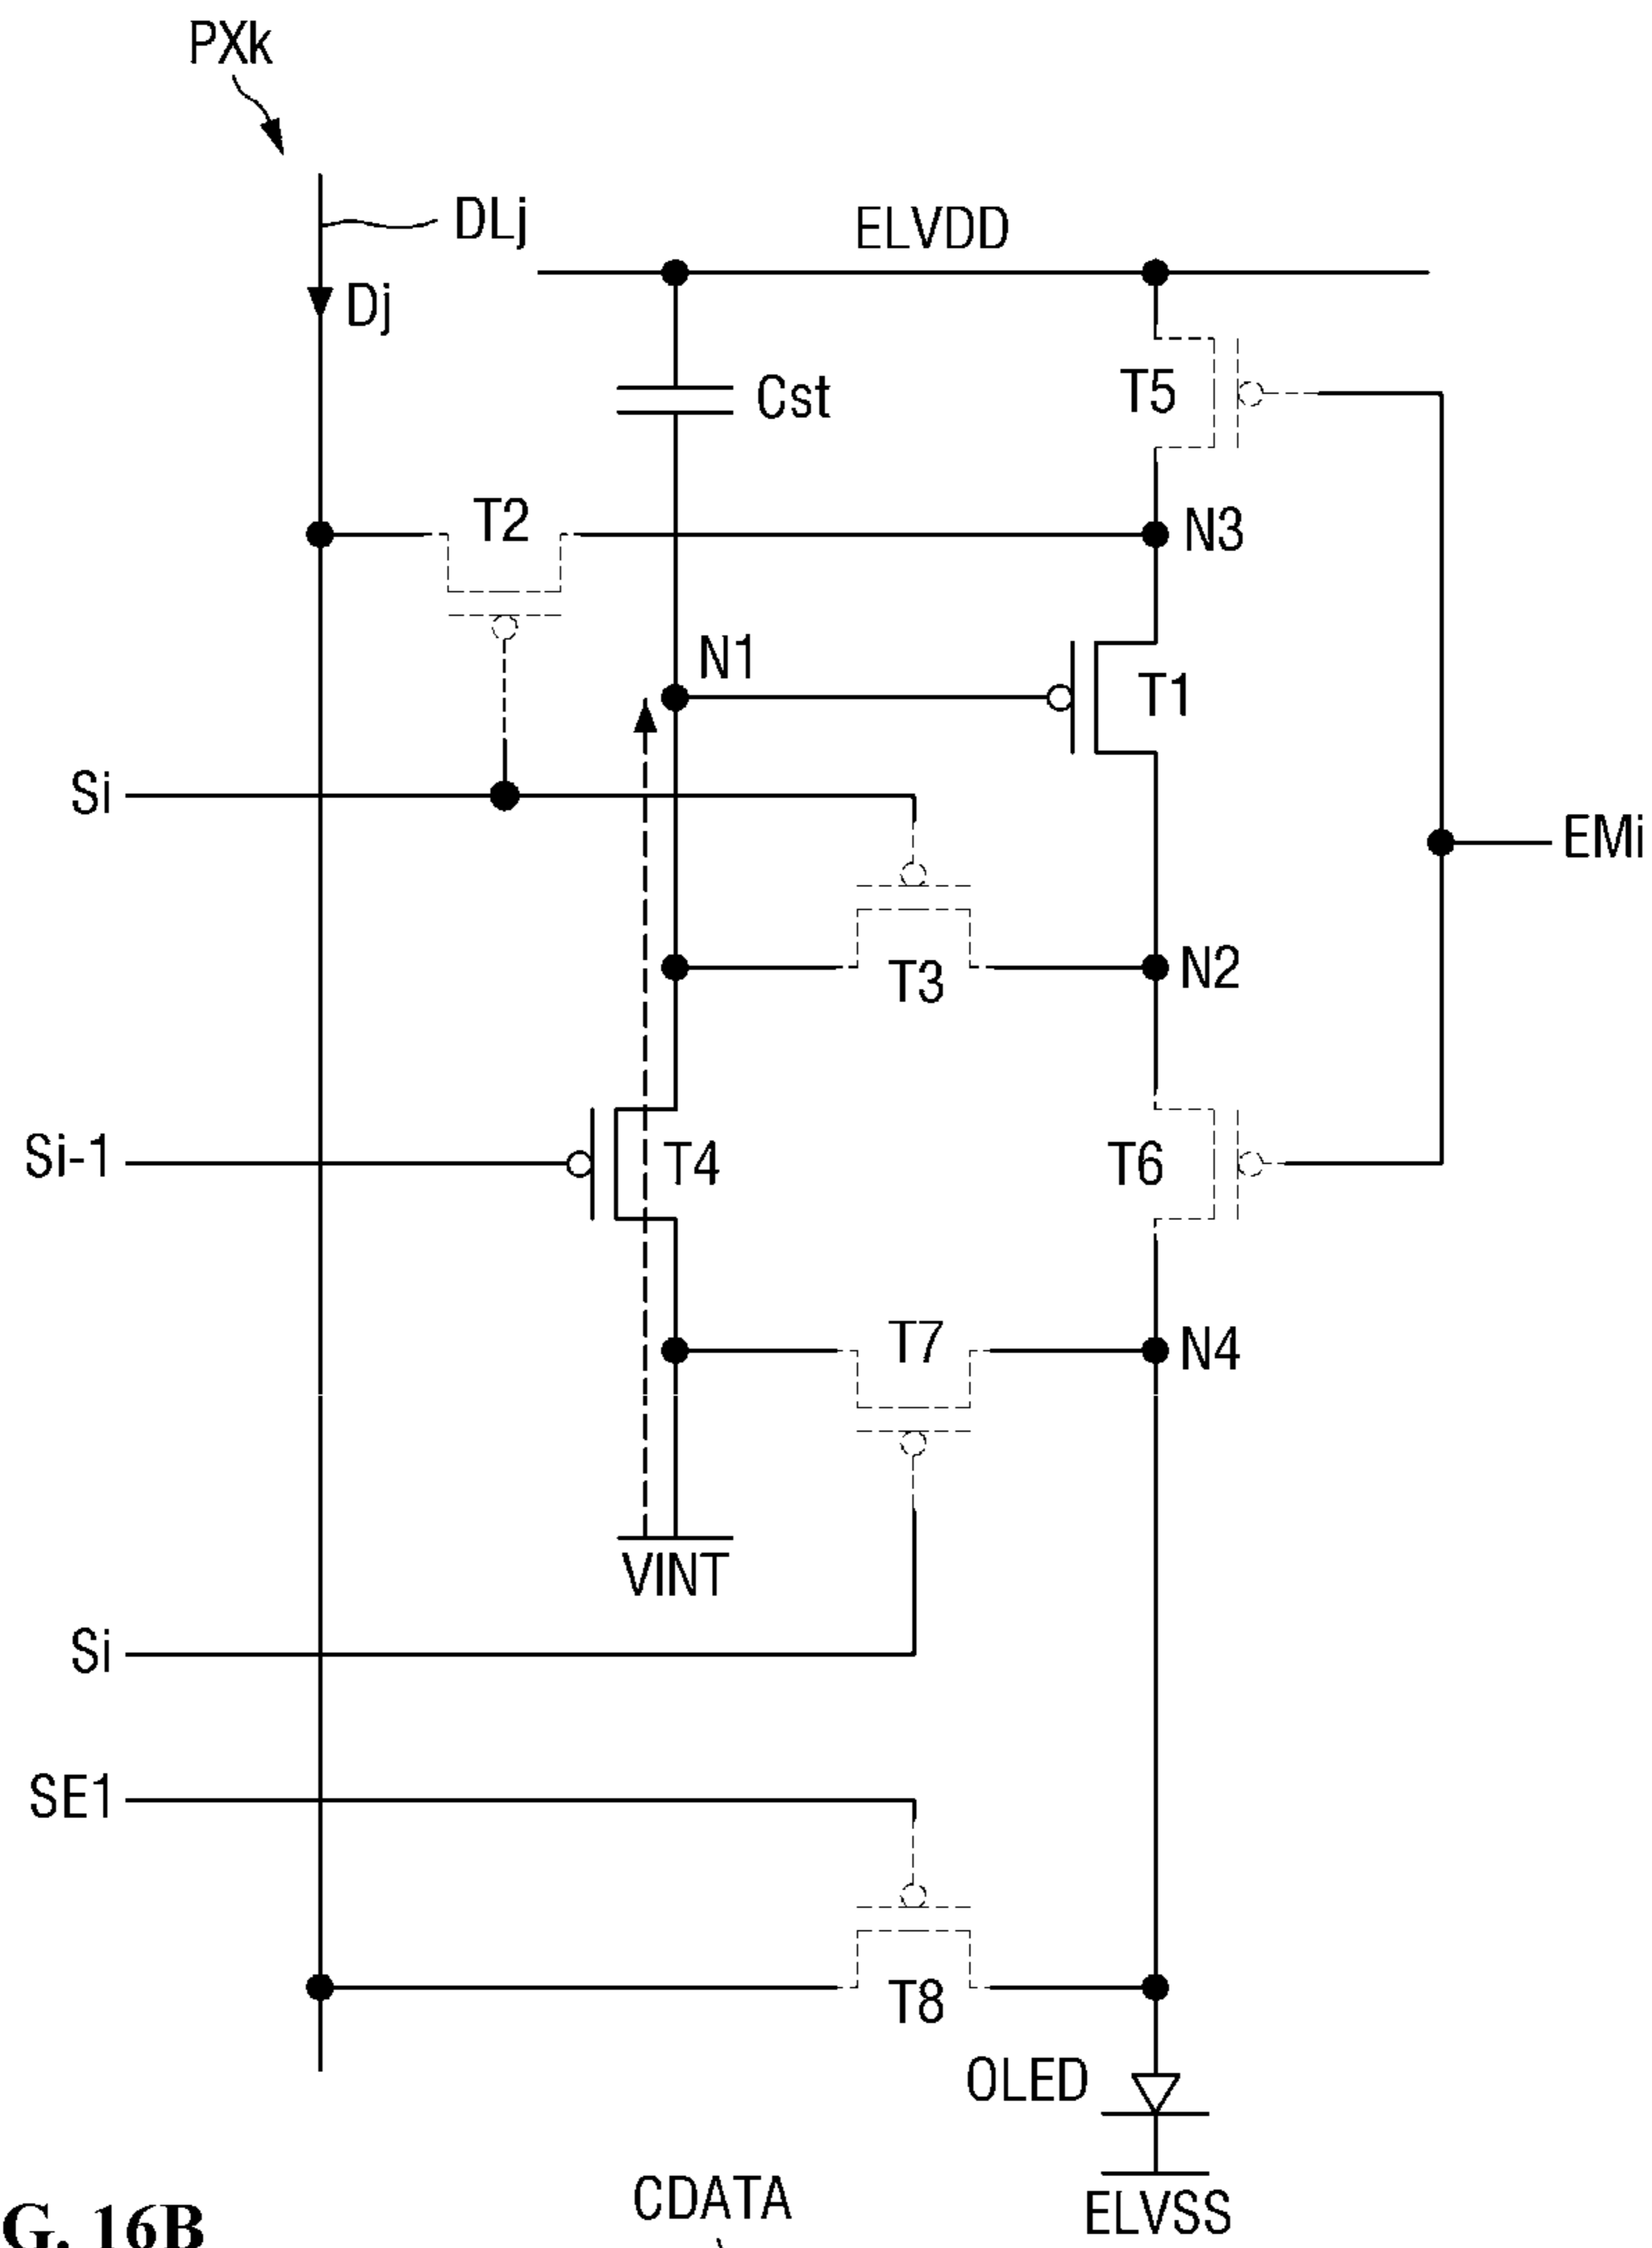 PXk
DLj
ELVDD
Dj
Cst
T5
T2
N3
N1
T1
Si
EMi
T3
N2
Si-1
T4
T6
T7
N4
VINT
Si
SE1
T8
OLED
CDATA
ELVSS
G. 16B